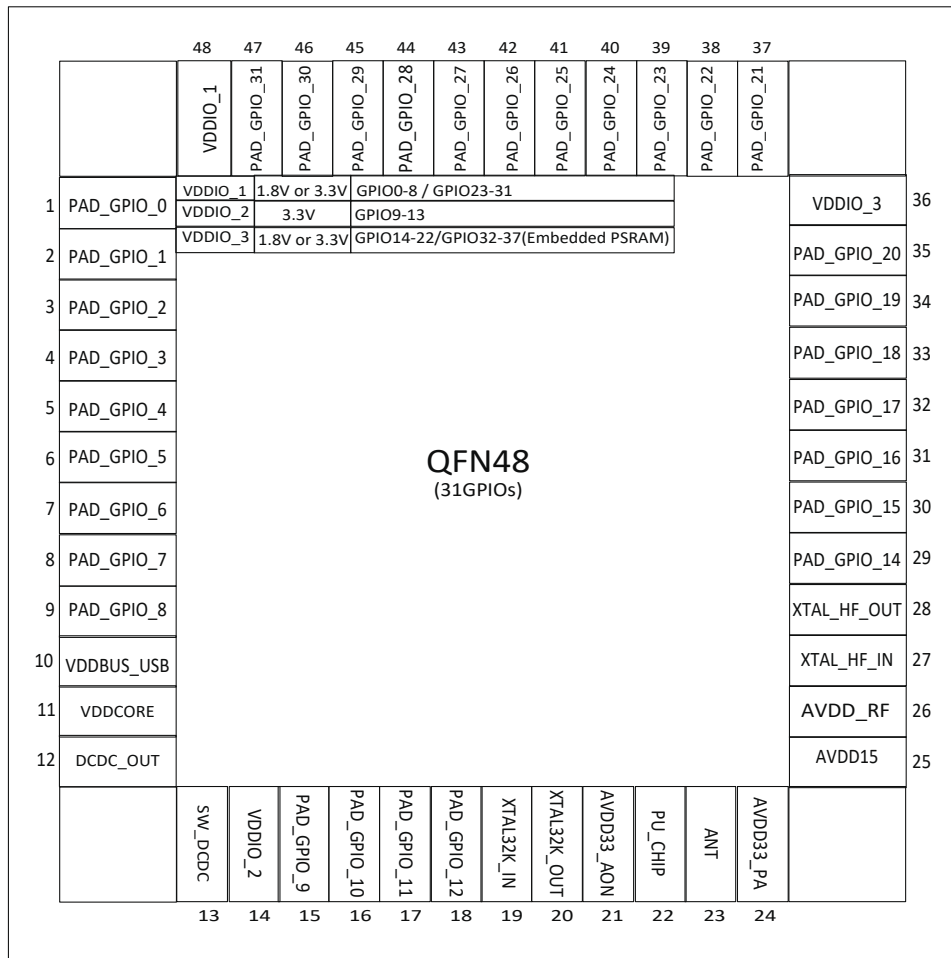 48 47 46 45 44 43 42 41 40 39 38 37
VDDIO_1
PAD_GPIO_31
PAD_GPIO_30
PAD_GPIO_29
PAD_GPIO_28
PAD_GPIO_27
PAD_GPIO_26
PAD_GPIO_25
PAD_GPIO_24
PAD_GPIO_23
PAD_GPIO_22
PAD_GPIO_21
VDDIO_1 1.8V or 3.3V GPIO0-8 / GPIO23-31
VDDIO_2 3.3V GPIO9-13
VDDIO_3 1.8V or 3.3V GPIO14-22/GPIO32-37(Embedded PSRAM)
1 PAD_GPIO_0
2 PAD_GPIO_1
3 PAD_GPIO_2
4 PAD_GPIO_3
5 PAD_GPIO_4
6 PAD_GPIO_5
7 PAD_GPIO_6
8 PAD_GPIO_7
9 PAD_GPIO_8
10 VDDBUS_USB
11 VDDCORE
12 DCDC_OUT
QFN48
(31GPIOs)
VDDIO_3 36
PAD_GPIO_20 35
PAD_GPIO_19 34
PAD_GPIO_18 33
PAD_GPIO_17 32
PAD_GPIO_16 31
PAD_GPIO_15 30
PAD_GPIO_14 29
XTAL_HF_OUT 28
XTAL_HF_IN 27
AVDD_RF 26
AVDD15 25
SW_DCDC
VDDIO_2
PAD_GPIO_9
PAD_GPIO_10
PAD_GPIO_11
PAD_GPIO_12
XTAL32K_IN
XTAL32K_OUT
AVDD33_AON
PU_CHIP
ANT
AVDD33_PA
13 14 15 16 17 18 19 20 21 22 23 24